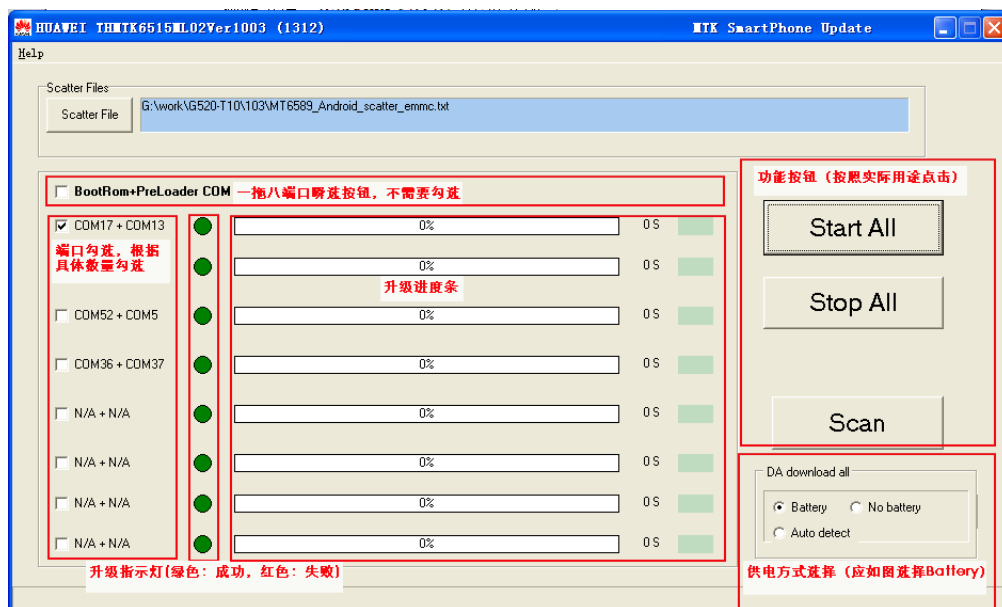 HUAWEI THMTK6515ML02Ver1003 (1312) MTK SmartPhone Update
Help
Scatter Files
Scatter File G:\work\G520-T10\103\MT6589_Android_scatter_emmc.txt
功能按钮（按照实际用途点击）
BootRom+PreLoader COM 一拖八端口瞬选按钮，不需要勾选
COM17 + COM13 0% 0 S
Start All
端口勾选，根据
具体数量勾选
0% 0 S
升级进度条
Stop All
COM52 + COM5 0% 0 S
COM36 + COM37 0% 0 S
N/A + N/A 0% 0 S
Scan
N/A + N/A 0% 0 S
DA download all
N/A + N/A 0% 0 S
Battery No battery
Auto detect
N/A + N/A 0% 0 S
升级指示灯(绿色：成功，红色：失败)
供电方式选择（应如图选择Battery)